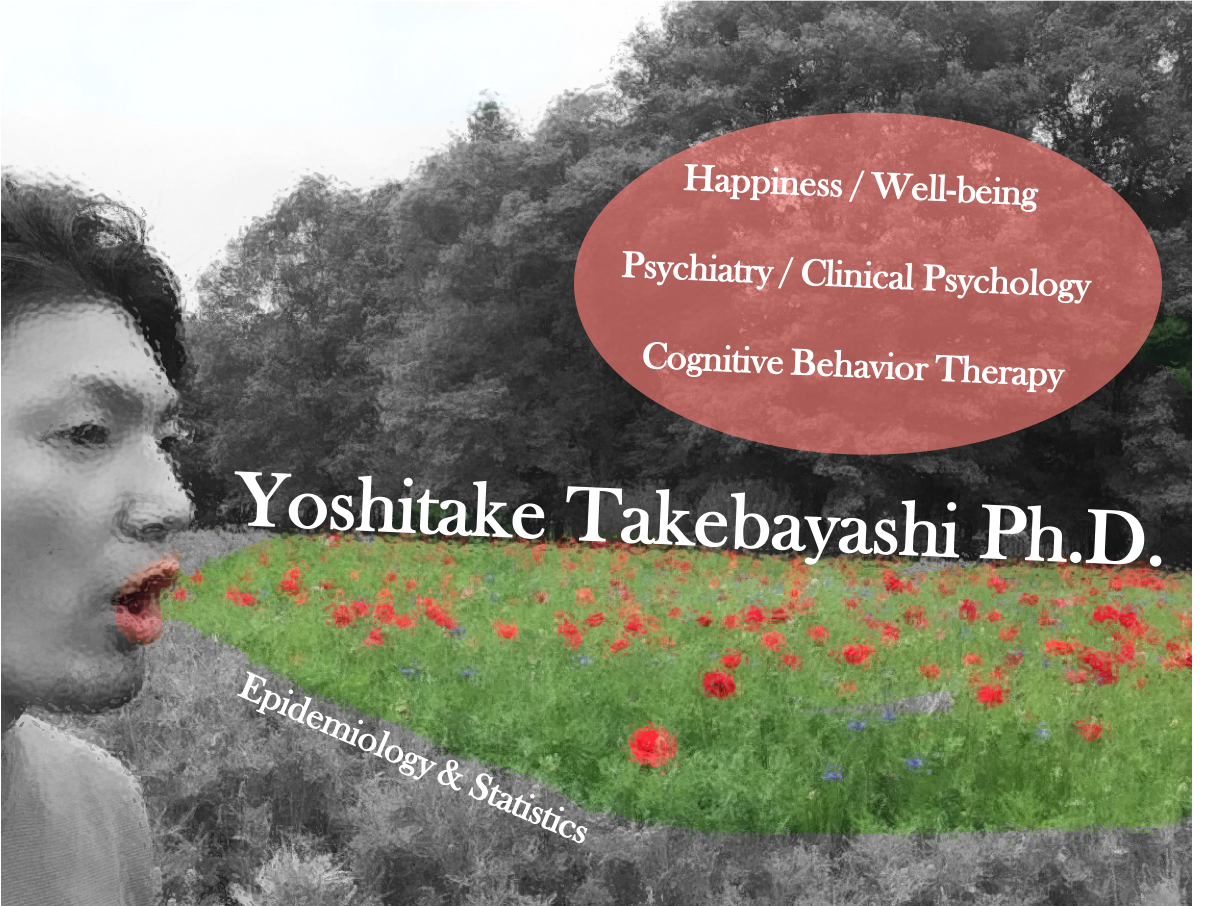 Happiness / Well-being
Psychiatry / Clinical Psychology
Cognitive Behavior Therapy
Yoshitake Takebayashi Ph.D.
Epidemiology & Statistics